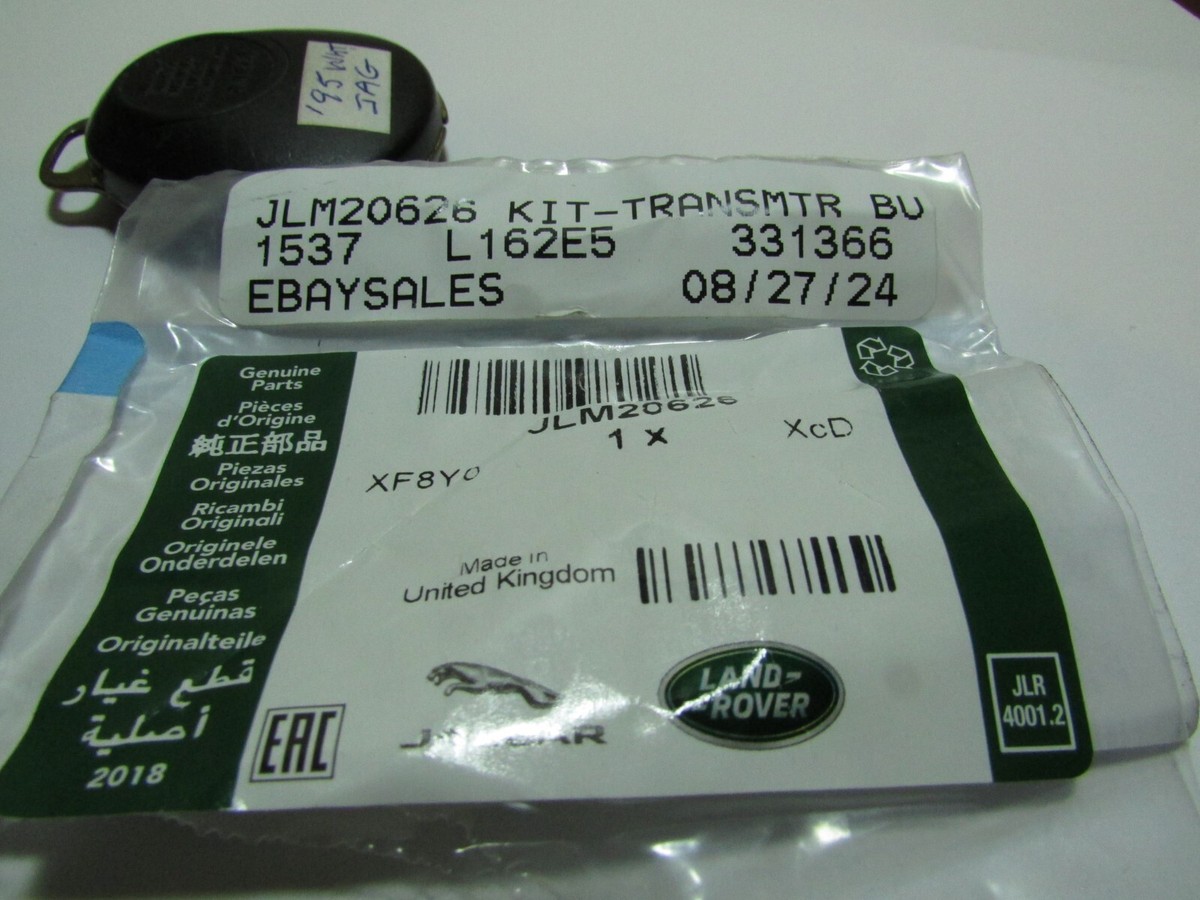 '95 WHT
JAG
JLM20626 KIT-TRANSMTR BU
1537 L162E5 331366
EBAYSALES 08/27/24
Genuine
Parts
Pièces
d'Origine
純正部品
Piezas
Originales
Ricambi
Originali
Originele
Onderdelen
Peças
Genuinas
Originalteile
قطع غيار
أصلية
2018
JLM20626
1 X
XcD
XF8Y0
Made in
United Kingdom
EAC
JAGUAR
LAND-
ROVER
JLR
4001.2